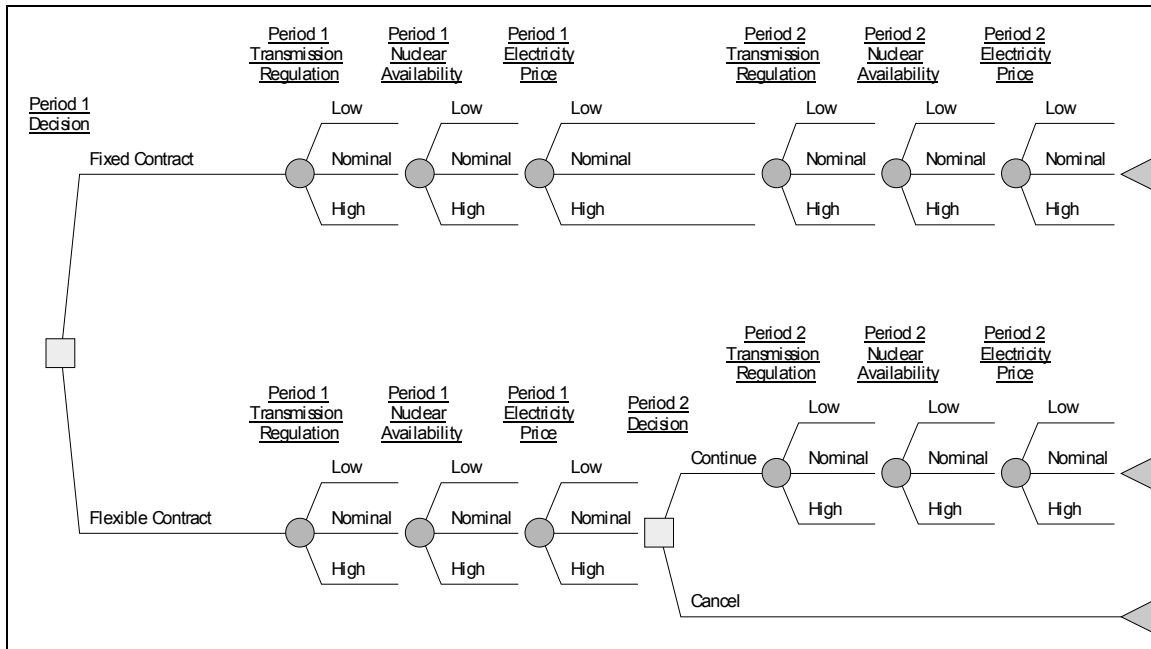 Period 1
Transmission
Regulation
Period 1
Nuclear
Availability
Period 1
Electricity
Price
Period 2
Transmission
Regulation
Period 2
Nuclear
Availability
Period 2
Electricity
Price
Period 1
Decision
Low
Low
Low
Low
Low
Low
Fixed Contract
Nominal
Nominal
Nominal
Nominal
Nominal
Nominal
High
High
High
High
High
High
Period 2
Transmission
Regulation
Period 2
Nuclear
Availability
Period 2
Electricity
Price
Period 1
Transmission
Regulation
Period 1
Nuclear
Availability
Period 1
Electricity
Price
Period 2
Decision
Low
Low
Low
Continue
Nominal
Nominal
Nominal
High
High
High
Low
Low
Low
Flexible Contract
Nominal
Nominal
Nominal
High
High
High
Cancel